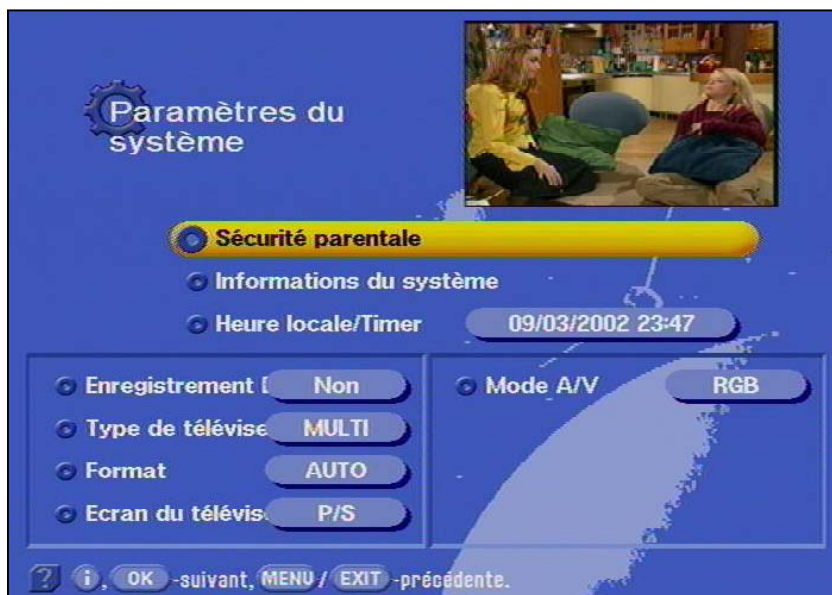 Paramètres du
système
Sécurité parentale
Informations du système
Heure locale/Timer 09/03/2002 23:47
Enregistrement Non
Type de télévise MULTI
Format AUTO
Ecran du télévis P/S
Mode A/V RGB
? i, OK -suivant, MENU / EXIT -précédente.